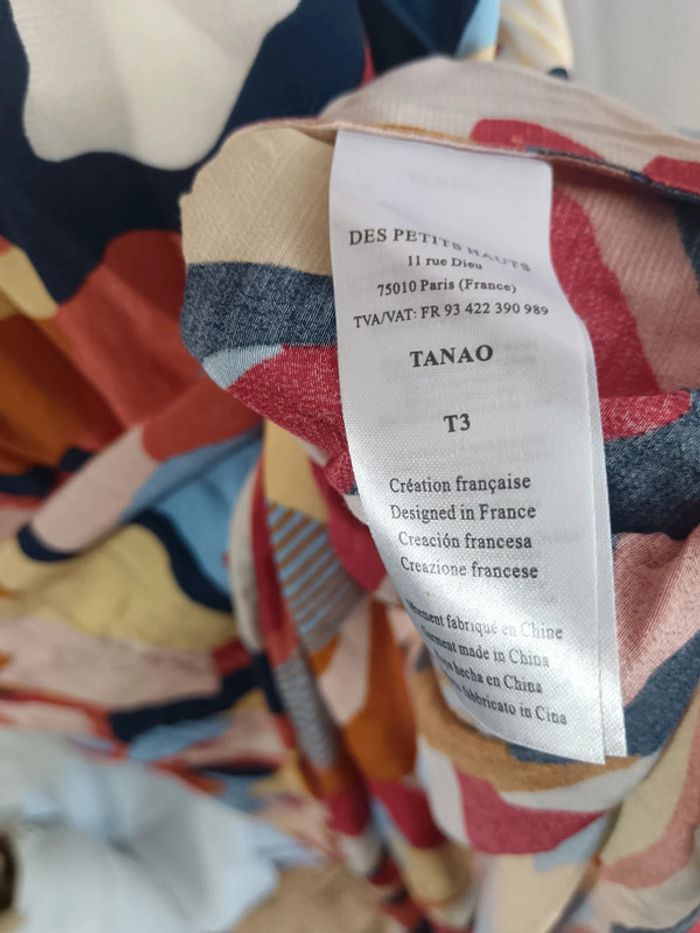 DES PETITS HAUTS
11 rue Dieu
75010 Paris (France)
TVA/VAT: FR 93 422 390 989
TANAO
T3
Création française
Designed in France
Creación francesa
Creazione francese
fabriqué en Chine
made in China
hecha en China
fabbricato in Cina